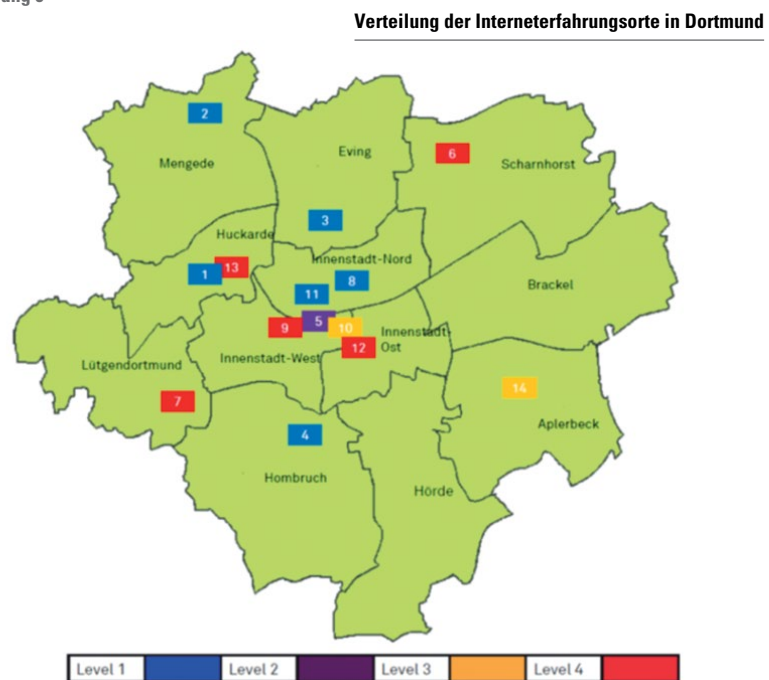 Verteilung der Interneterfahrungsorte in Dortmund
2
Mengede
Eving
6
Scharnhorst
3
Huckarde
13
1
Innenstadt-Nord
8
11
Brackel
9
5
10
12
Innenstadt-
Ost
Innenstadt-West
Lütgendortmund
7
14
Aplerbeck
4
Hombruch
Hörde
Level 1 Level 2 Level 3 Level 4